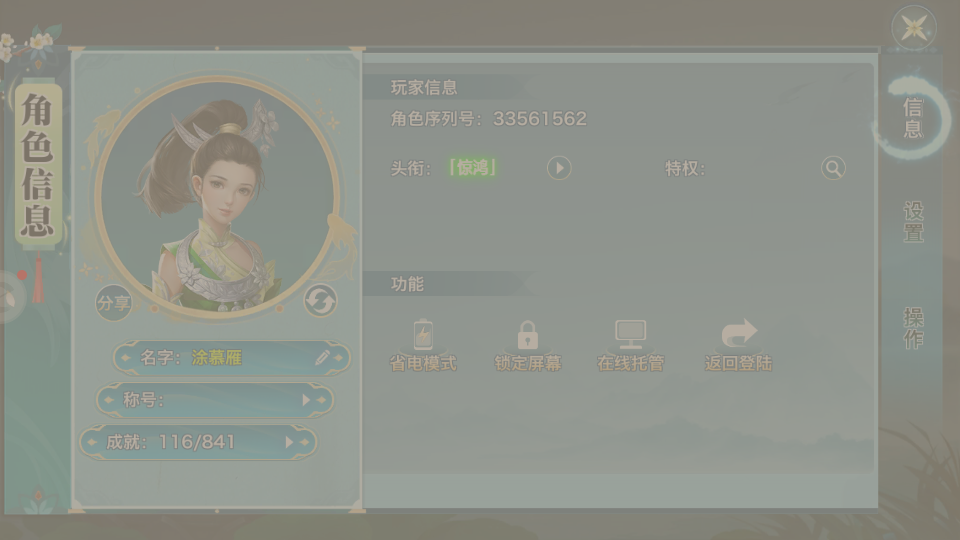 角色信息
分享
名字：涂慕雁
称号：
成就：116/841
玩家信息
角色序列号：33561562
头衔：「惊鸿」
特权：
功能
省电模式
锁定屏幕
在线托管
返回登陆
信息
设置
操作